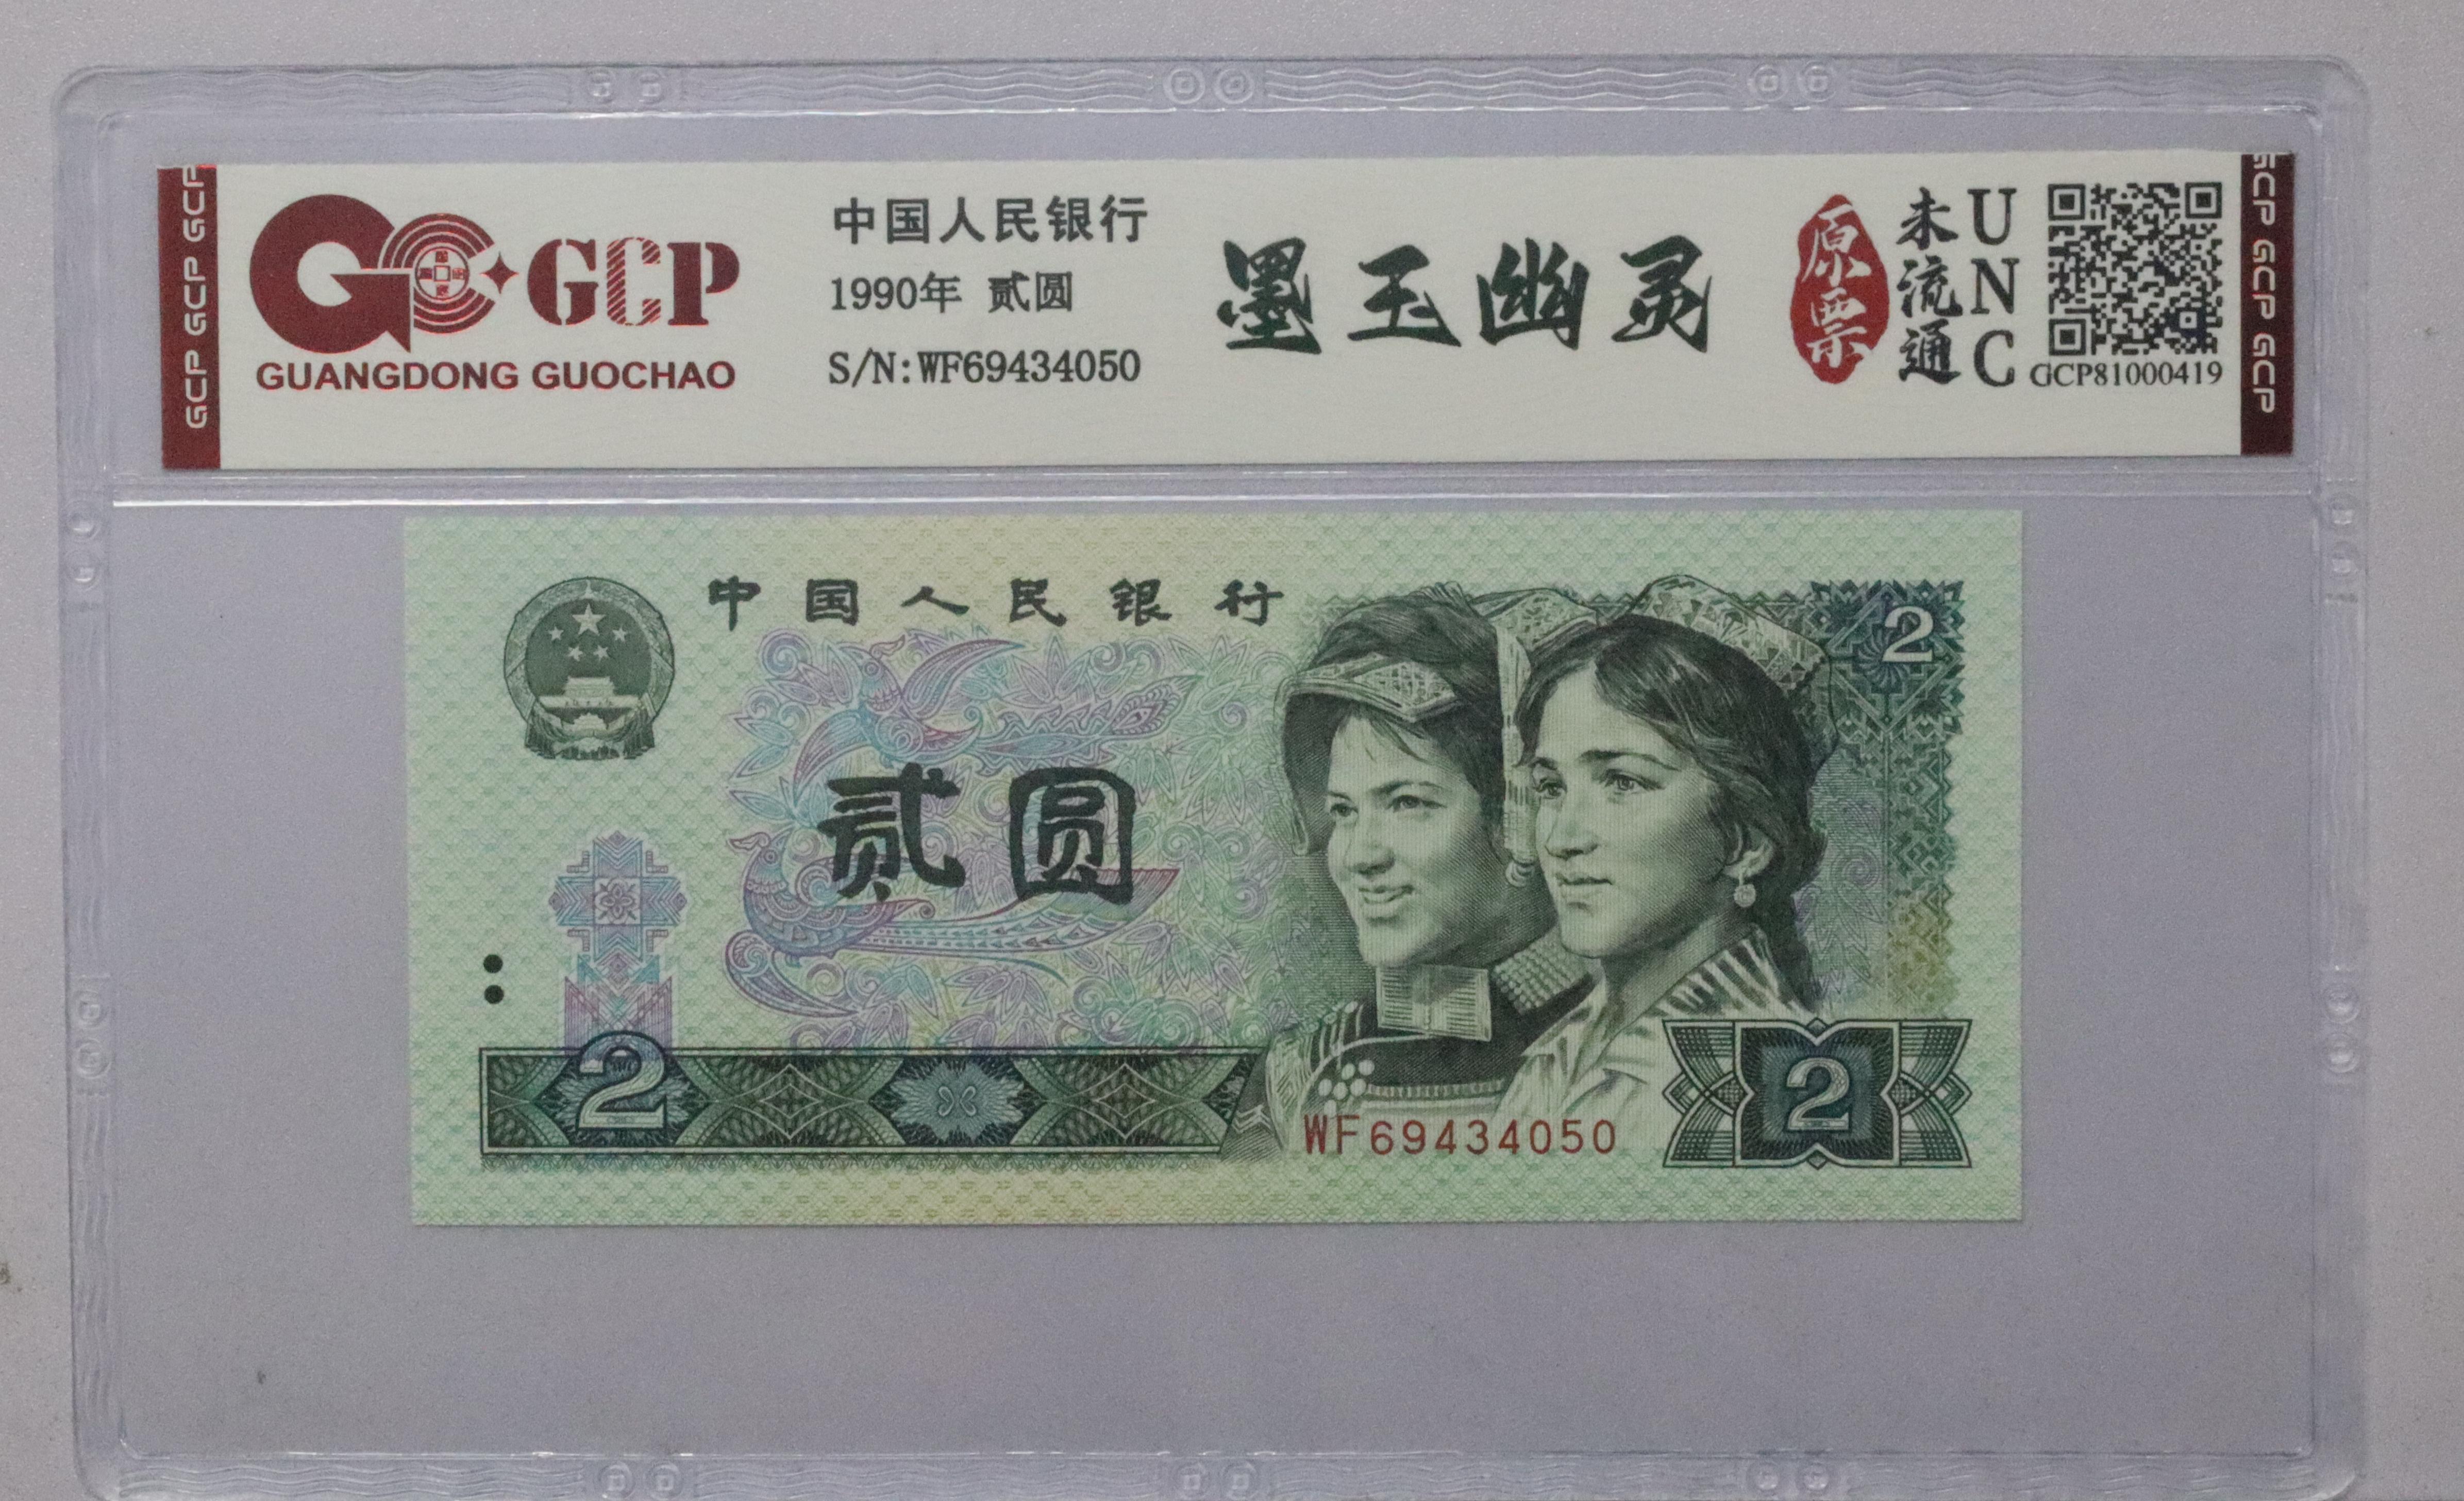 GCP GCP GCP GCP
GCP
GUANGDONG GUOCHAO
中国人民银行
1990年 贰圆
S/N:WF69434050
墨玉幽灵
原票
未流通
UNC
GCP81000419
GCP GCP GCP GCP
中国人民银行
2
贰圆
2
WF69434050
2